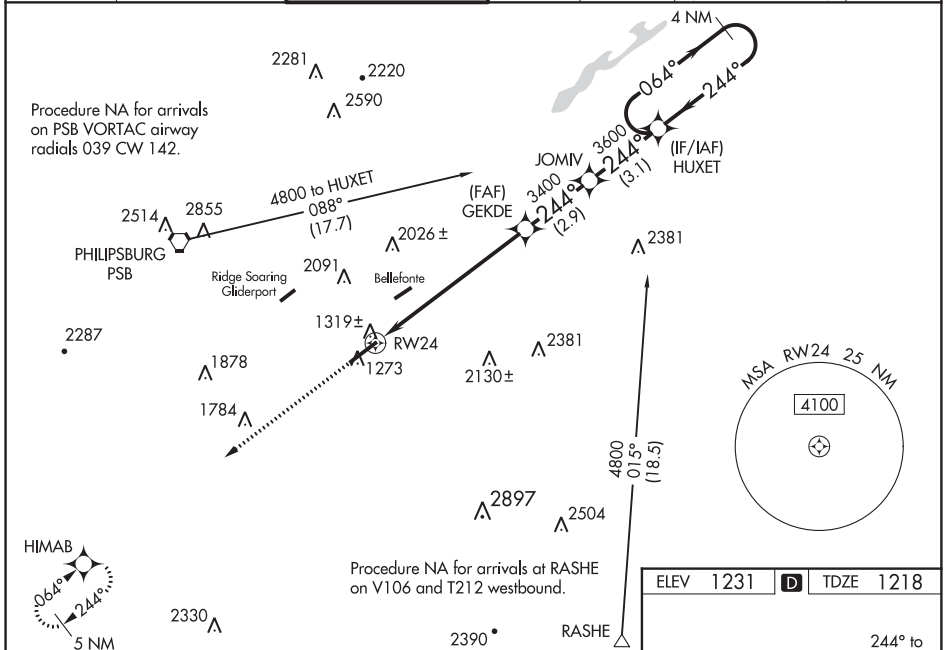 4 NM
2281
2220
2590
064°
244°
Procedure NA for arrivals
on PSB VORTAC airway
radials 039 CW 142.
3600
(IF/IAF)
HUXET
JOMIV
244°
(3.1)
4800 to HUXET
088°
(17.7)
(FAF)
GEKDE
3400
244°
(2.9)
2514
2855
PHILIPSBURG
PSB
2026±
2381
2091
Ridge Soaring
Gliderport
Bellefonte
1319±
RW24
2287
1273
2381
2130±
1878
1784
MSA RW24 25 NM
4100
4800
015°
(18.5)
2897
2504
HIMAB
064°
244°
5 NM
Procedure NA for arrivals at RASHE
on V106 and T212 westbound.
2330
2390
RASHE
ELEV 1231 D TDZE 1218
244° to